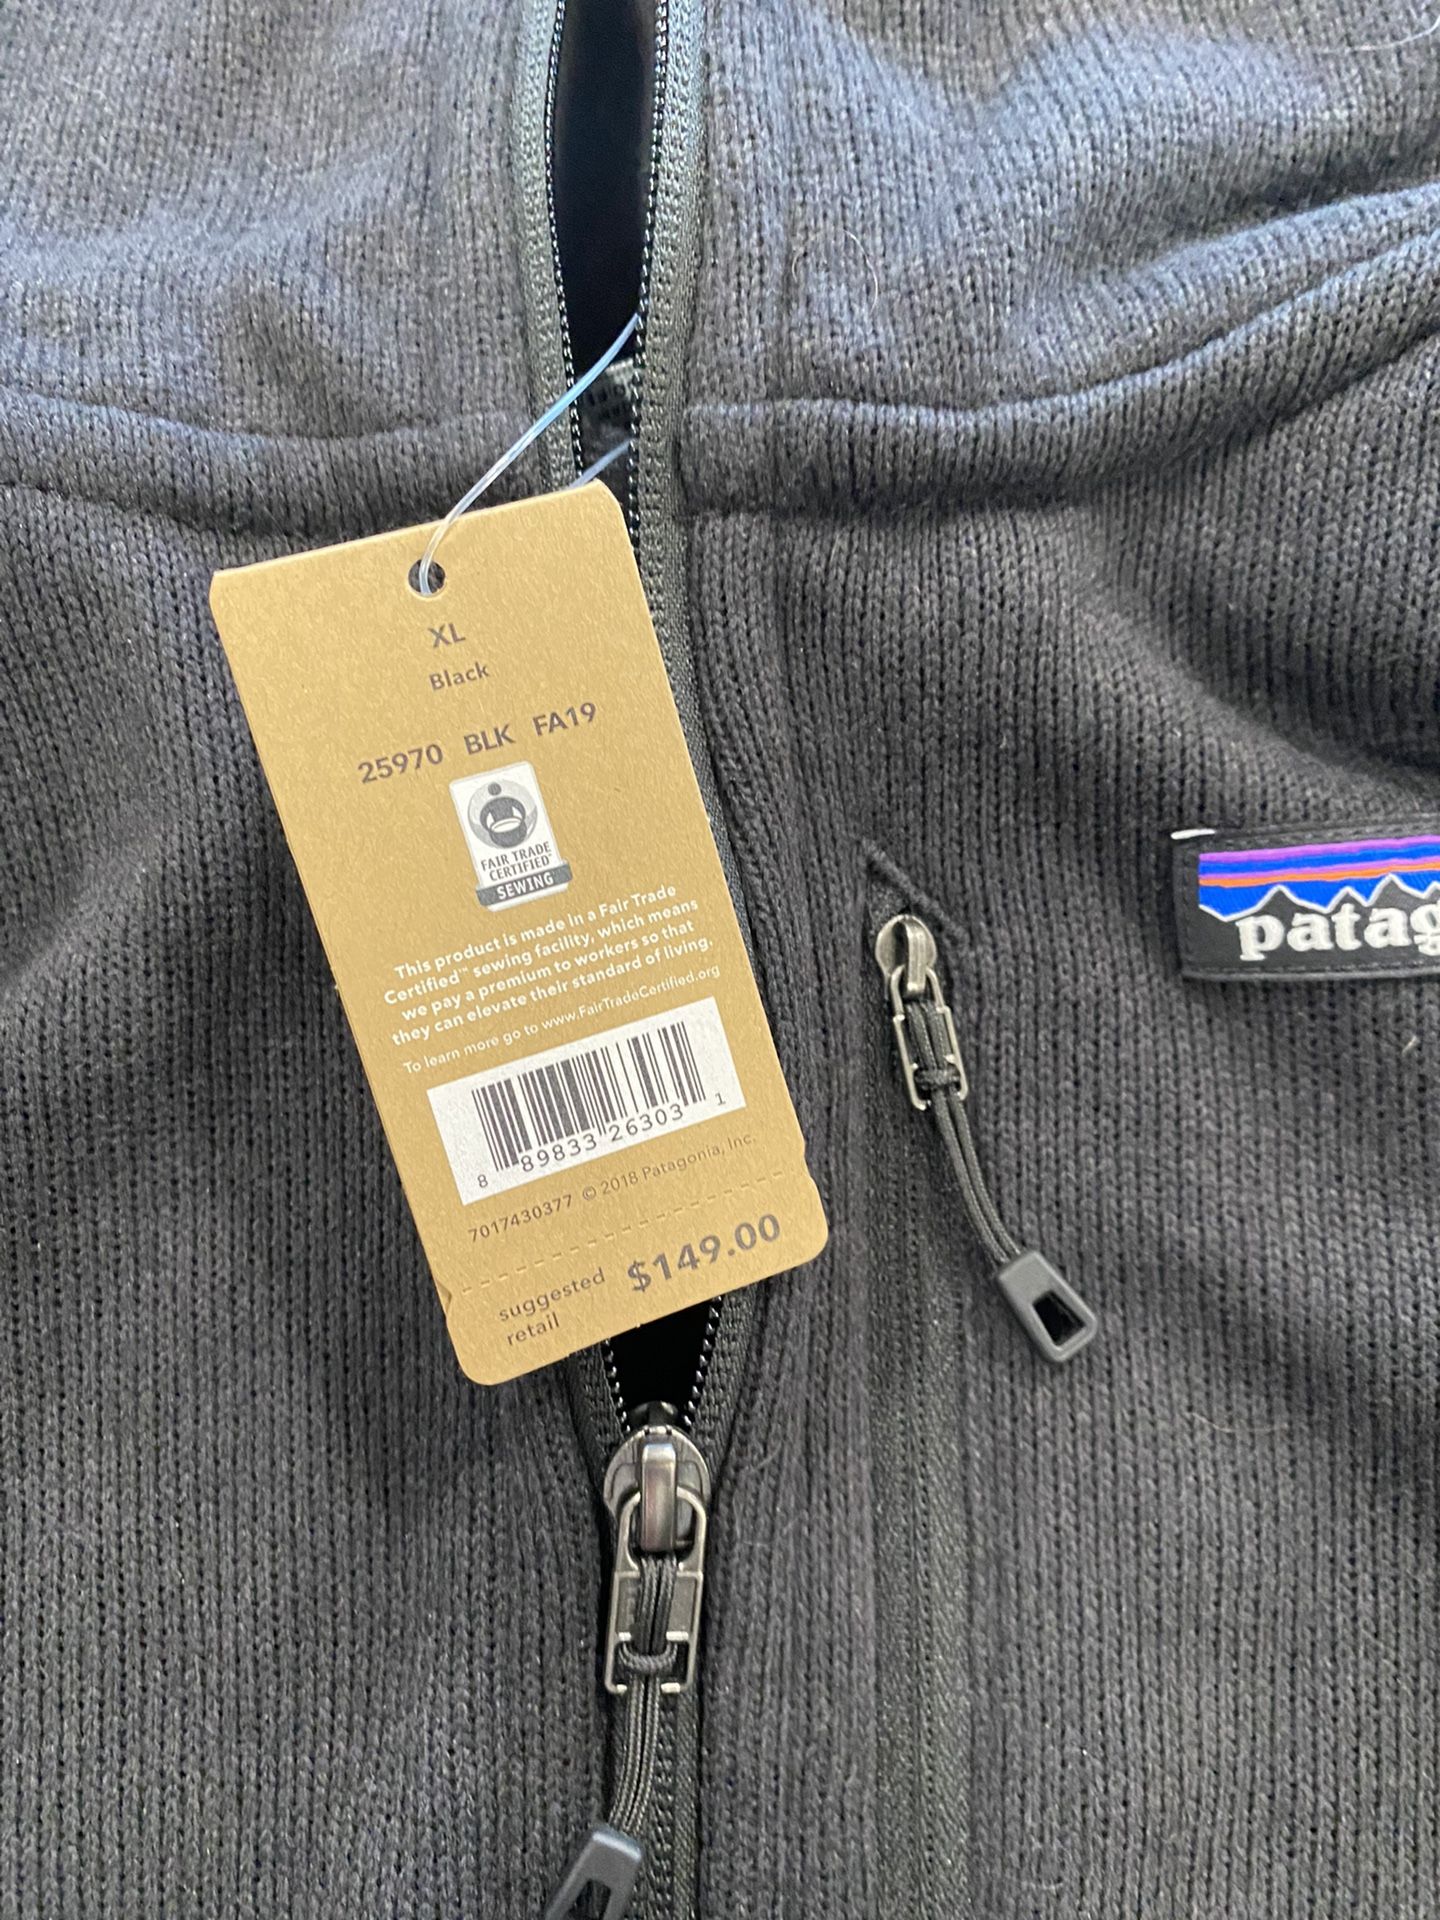 XL
Black
25970 BLK FA19
FAIR TRADE
CERTIFIED™
SEWING
This product is made in a Fair Trade
Certified™ sewing facility, which means
we pay a premium to workers so that
they can elevate their standard of living.
To learn more go to www.FairTradeCertified.org
8 89833 26303 1
7017430377 © 2018 Patagonia, Inc.
suggested
retail
$149.00
patag